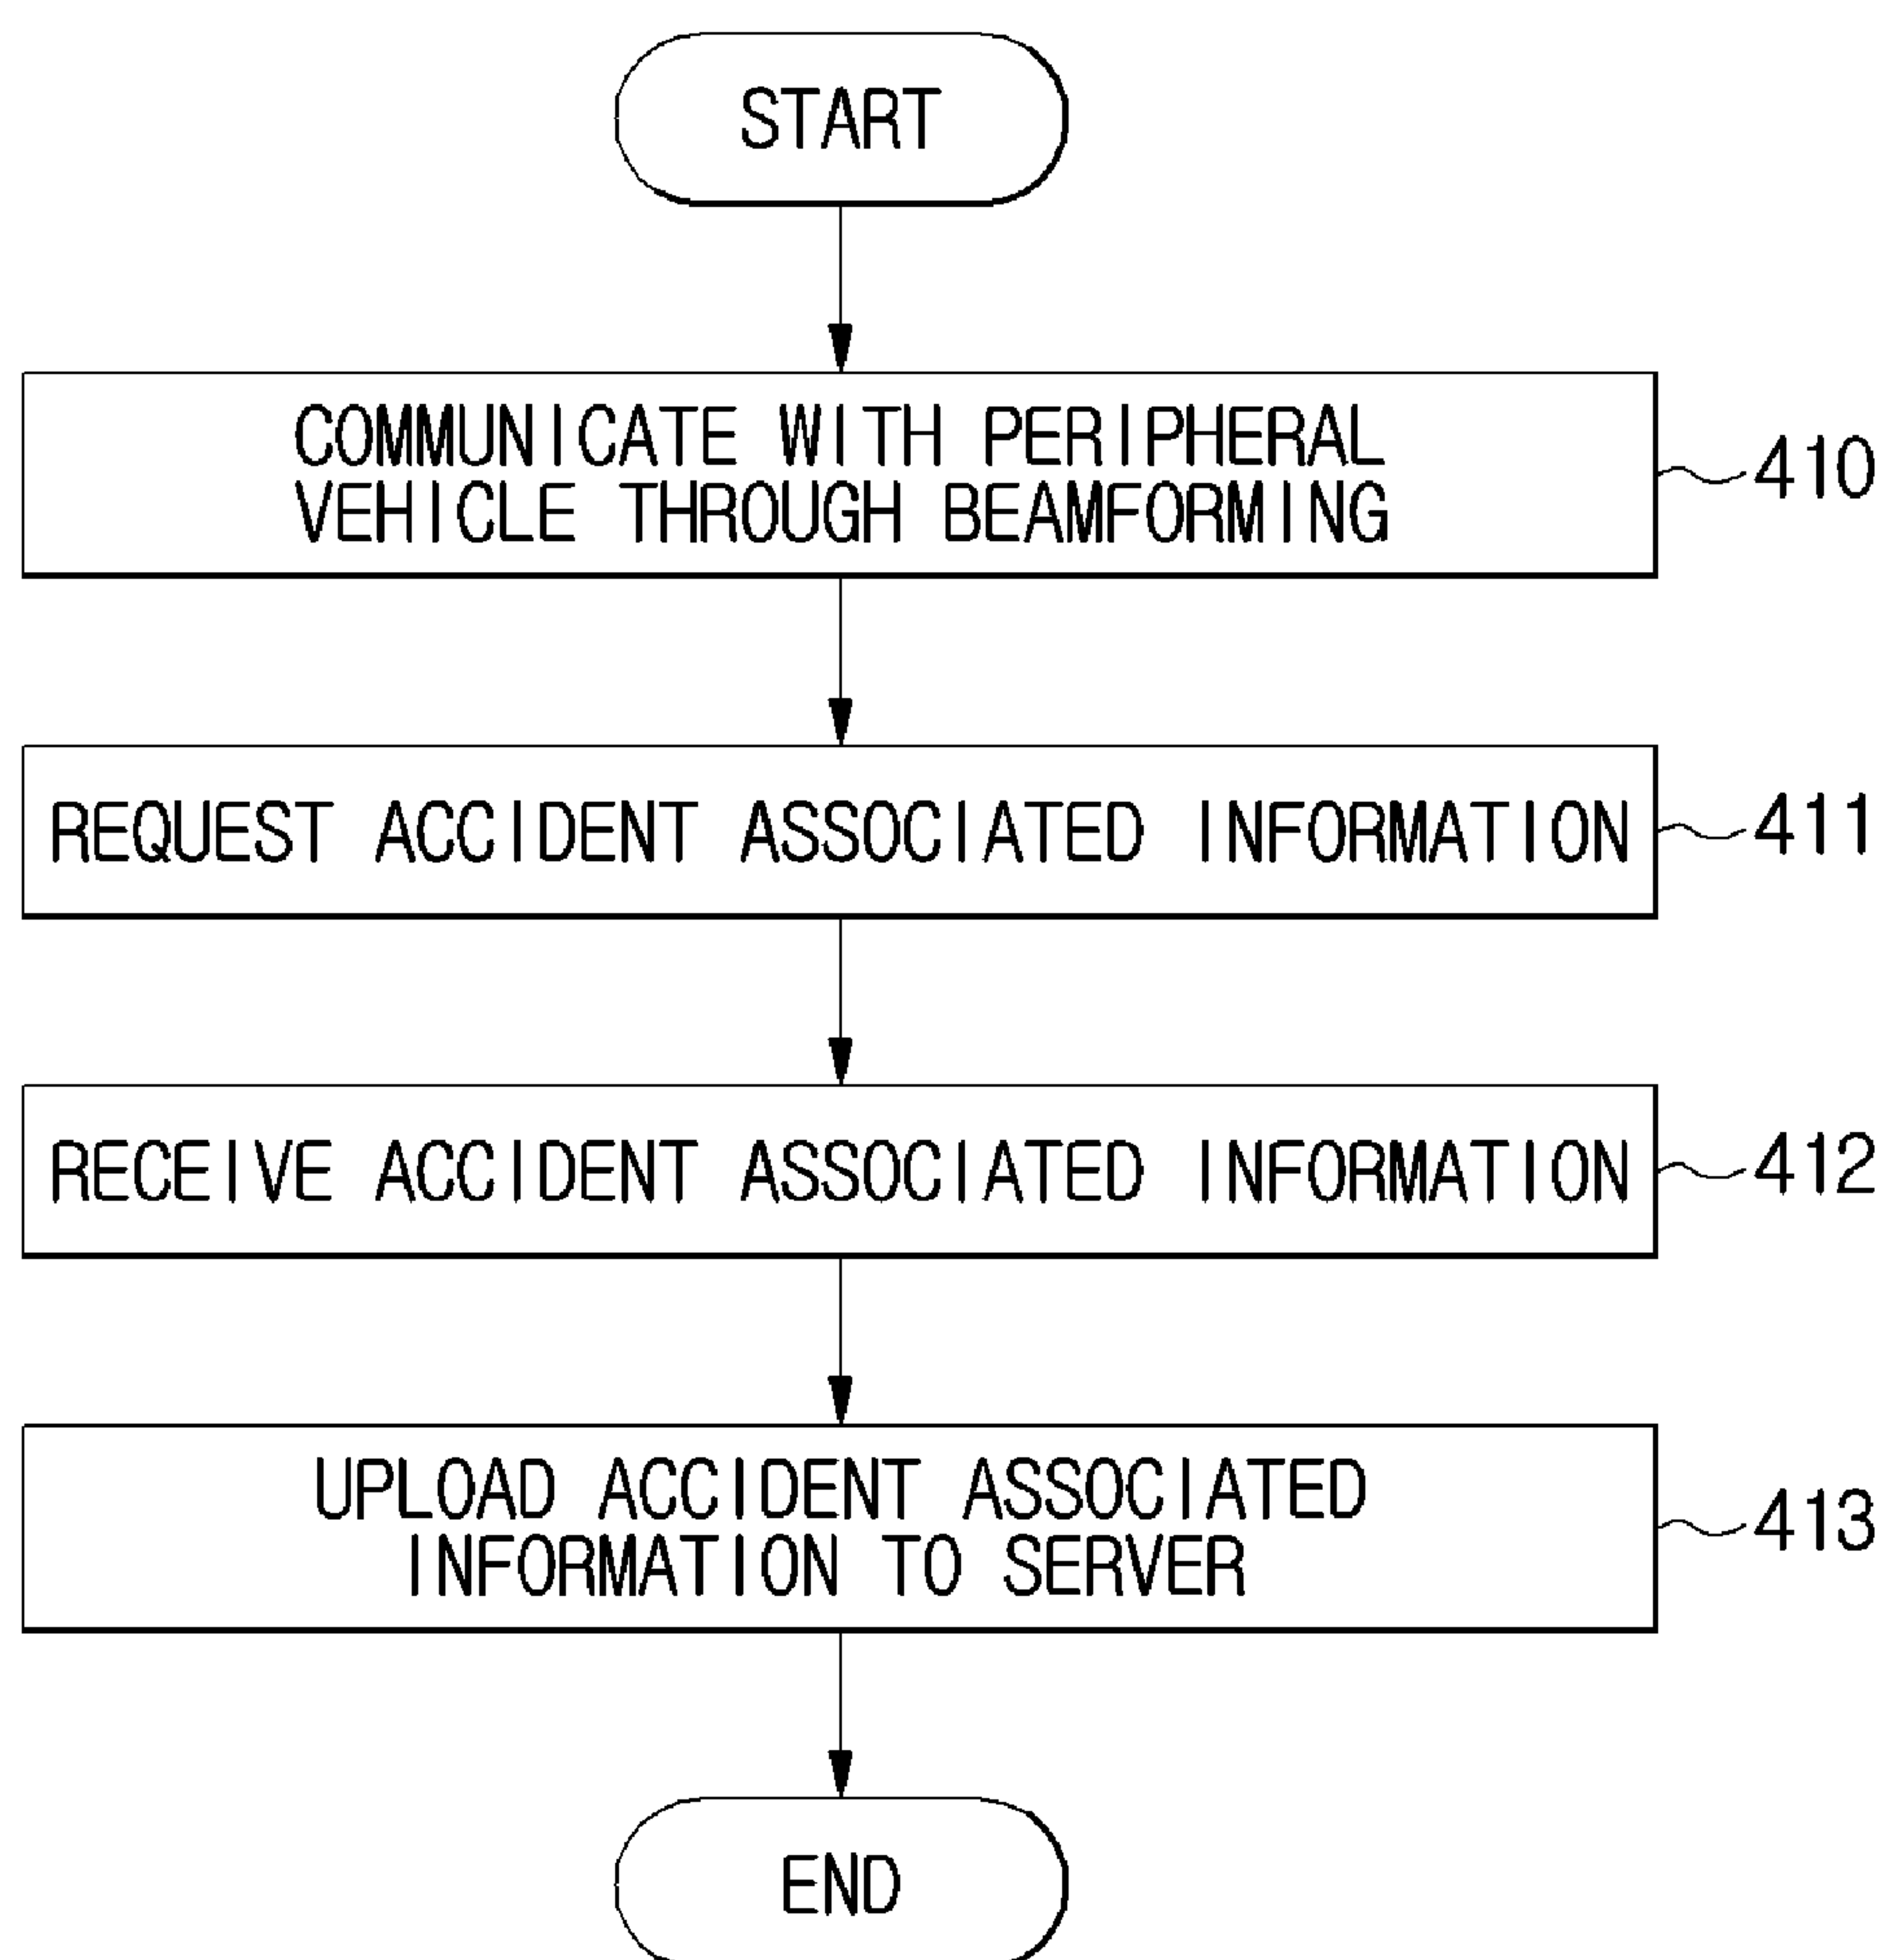 START
COMMUNICATE WITH PERIPHERAL
VEHICLE THROUGH BEAMFORMING
410
REQUEST ACCIDENT ASSOCIATED INFORMATION
411
RECEIVE ACCIDENT ASSOCIATED INFORMATION
412
UPLOAD ACCIDENT ASSOCIATED
INFORMATION TO SERVER
413
END